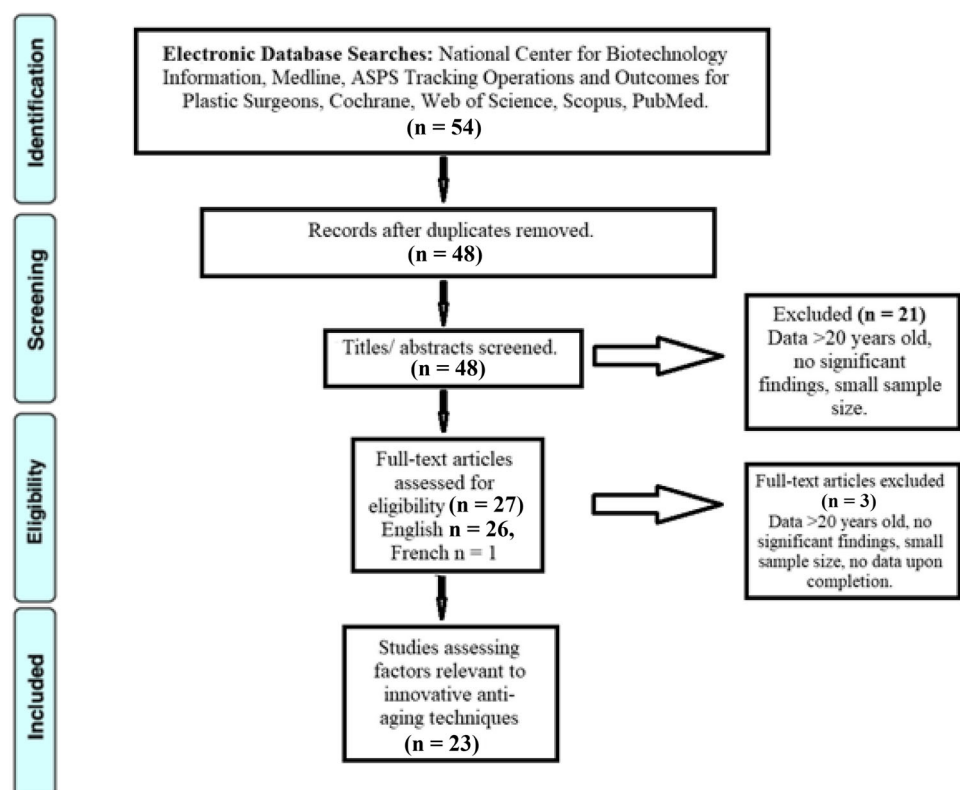 Identification
Electronic Database Searches: National Center for Biotechnology
Information, Medline, ASPS Tracking Operations and Outcomes for
Plastic Surgeons, Cochrane, Web of Science, Scopus, PubMed.
(n = 54)
Screening
Records after duplicates removed.
(n = 48)
Titles/ abstracts screened.
(n = 48)
Excluded (n = 21)
Data >20 years old,
no significant
findings, small sample
size.
Eligibility
Full-text articles
assessed for
eligibility (n = 27)
English n = 26,
French n = 1
Full-text articles excluded
(n = 3)
Data >20 years old, no
significant findings, small
sample size, no data upon
completion.
Included
Studies assessing
factors relevant to
innovative anti-
aging techniques
(n = 23)